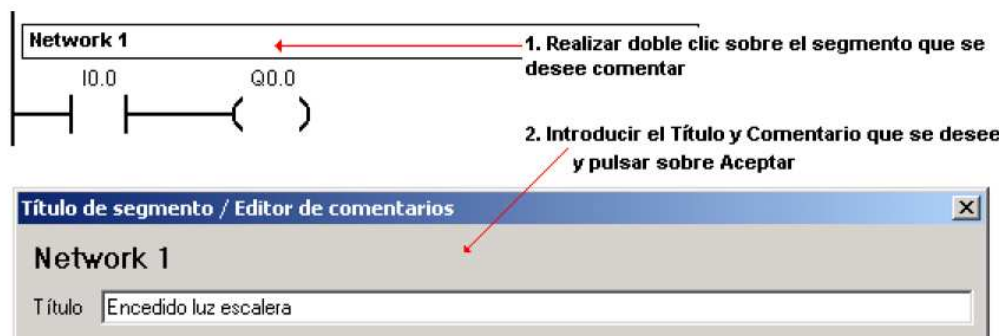 Network 1
1. Realizar doble clic sobre el segmento que se
desee comentar
I0.0 Q0.0
2. Introducir el Título y Comentario que se desee
y pulsar sobre Aceptar
Título de segmento / Editor de comentarios
Network 1
Título Encedido luz escalera